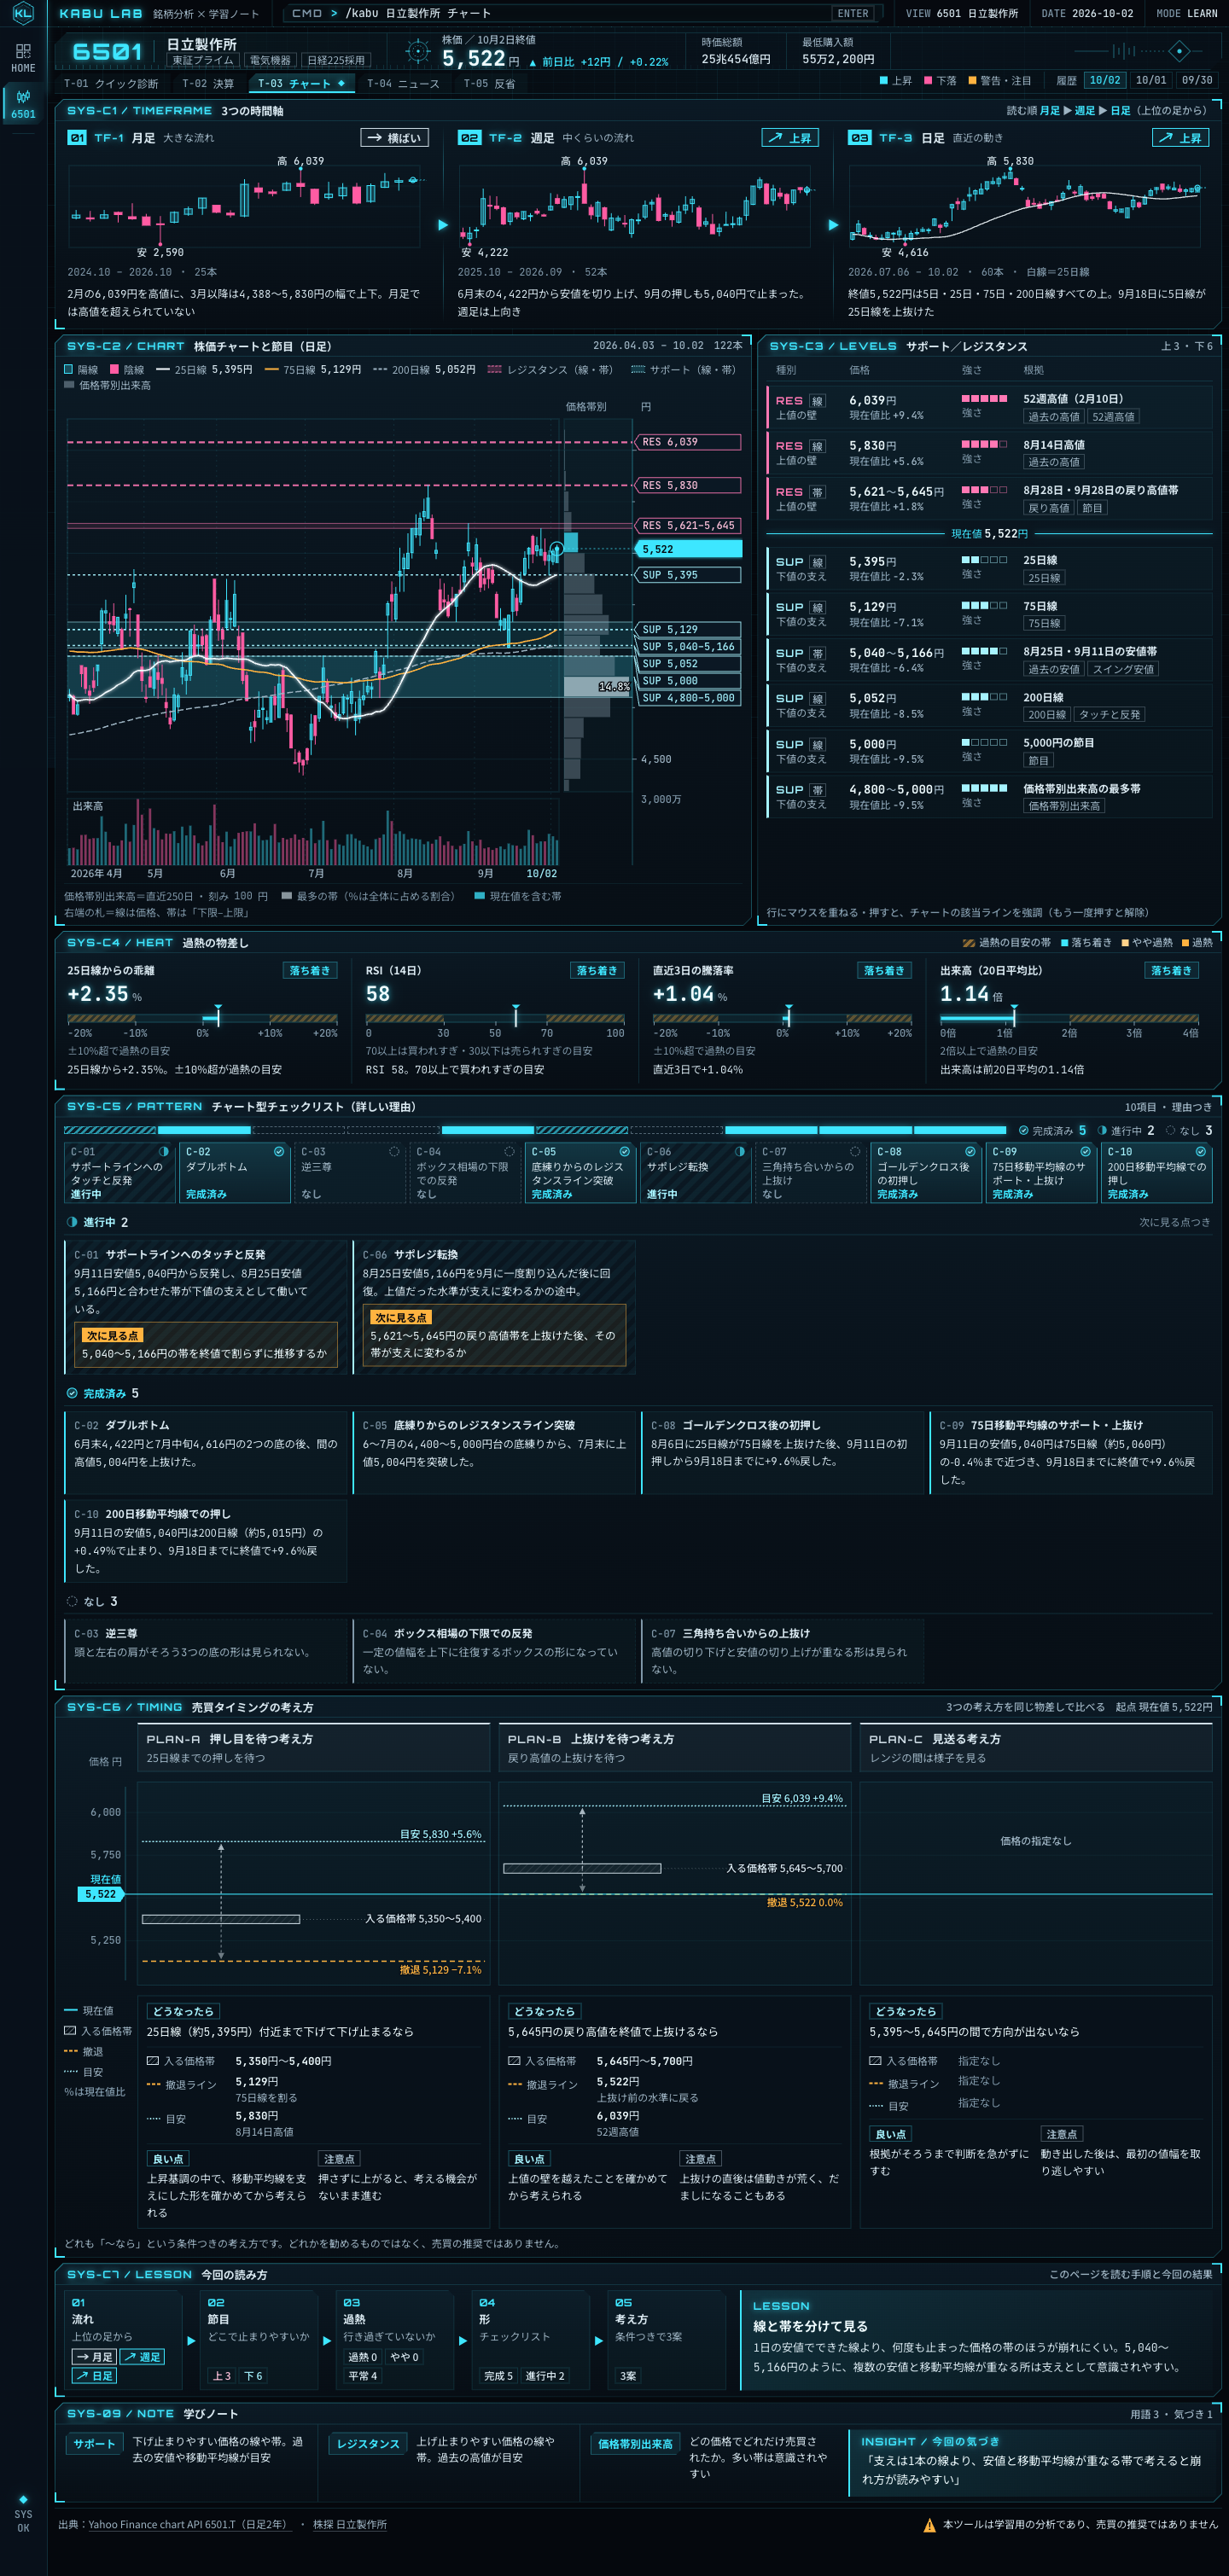 KL KABU LAB 銘柄分析 × 学習ノート CMD > /kabu 日立製作所 チャート ENTER VIEW 6501 日立製作所 DATE 2026-10-02 MODE LEARN
HOME
6501
6501 日立製作所
東証プライム 電気機器 日経225採用
株価 ／ 10月2日終値
5,522円 ▲ 前日比 +12円 / +0.22%
時価総額
25兆454億円
最低購入額
55万2,200円
T-01 クイック診断 T-02 決算 T-03 チャート ◆ T-04 ニュース T-05 反省
上昇 下落 警告・注目 履歴 10/02 10/01 09/30
SYS-C1 / TIMEFRAME 3つの時間軸
読む順 月足 ▶ 週足 ▶ 日足（上位の足から）
01 TF-1 月足 大きな流れ → 横ばい
高 6,039
安 2,590
2024.10 – 2026.10 ・ 25本
2月の6,039円を高値に、3月以降は4,388〜5,830円の幅で上下。月足で
は高値を超えられていない
02 TF-2 週足 中くらいの流れ 上昇
高 6,039
安 4,222
2025.10 – 2026.09 ・ 52本
6月末の4,422円から安値を切り上げ、9月の押しも5,040円で止まった。
週足は上向き
03 TF-3 日足 直近の動き 上昇
高 5,830
安 4,616
2026.07.06 – 10.02 ・ 60本 ・ 白線＝25日線
終値5,522円は5日・25日・75日・200日線すべての上。9月18日に5日線が
25日線を上抜けた
SYS-C2 / CHART 株価チャートと節目（日足）
2026.04.03 – 10.02 122本
陽線 陰線 25日線 5,395円 75日線 5,129円 200日線 5,052円 レジスタンス（線・帯） サポート（線・帯）
価格帯別出来高
価格帯別 円
RES 6,039
RES 5,830
RES 5,621–5,645
5,522
SUP 5,395
SUP 5,129
SUP 5,040–5,166
SUP 5,052
SUP 5,000
SUP 4,800–5,000
14.8%
4,500
3,000万
出来高
2026年 4月 5月 6月 7月 8月 9月 10/02
価格帯別出来高＝直近250日 ・ 刻み 100 円 最多の帯（％は全体に占める割合） 現在値を含む帯
右端の札＝線は価格、帯は「下限–上限」
SYS-C3 / LEVELS サポート／レジスタンス
上 3 ・ 下 6
種別 価格 強さ 根拠
RES 線 6,039円 52週高値（2月10日）
上値の壁 現在値比 +9.4% 強さ 過去の高値 52週高値
RES 線 5,830円 8月14日高値
上値の壁 現在値比 +5.6% 強さ 過去の高値
RES 帯 5,621〜5,645円 8月28日・9月28日の戻り高値帯
上値の壁 現在値比 +1.8% 強さ 戻り高値 節目
現在値 5,522円
SUP 線 5,395円 25日線
下値の支え 現在値比 -2.3% 強さ 25日線
SUP 線 5,129円 75日線
下値の支え 現在値比 -7.1% 強さ 75日線
SUP 帯 5,040〜5,166円 8月25日・9月11日の安値帯
下値の支え 現在値比 -6.4% 強さ 過去の安値 スイング安値
SUP 線 5,052円 200日線
下値の支え 現在値比 -8.5% 強さ 200日線 タッチと反発
SUP 線 5,000円 5,000円の節目
下値の支え 現在値比 -9.5% 強さ 節目
SUP 帯 4,800〜5,000円 価格帯別出来高の最多帯
下値の支え 現在値比 -9.5% 強さ 価格帯別出来高
行にマウスを重ねる・押すと、チャートの該当ラインを強調（もう一度押すと解除）
SYS-C4 / HEAT 過熱の物差し
過熱の目安の帯 落ち着き やや過熱 過熱
25日線からの乖離 落ち着き
+2.35 %
-20% -10% 0% +10% +20%
±10%超で過熱の目安
25日線から+2.35%。±10%超が過熱の目安
RSI（14日） 落ち着き
58
0 30 50 70 100
70以上は買われすぎ・30以下は売られすぎの目安
RSI 58。70以上で買われすぎの目安
直近3日の騰落率 落ち着き
+1.04 %
-20% -10% 0% +10% +20%
±10%超で過熱の目安
直近3日で+1.04%
出来高（20日平均比） 落ち着き
1.14 倍
0倍 1倍 2倍 3倍 4倍
2倍以上で過熱の目安
出来高は前20日平均の1.14倍
SYS-C5 / PATTERN チャート型チェックリスト（詳しい理由）
10項目 ・ 理由つき
完成済み 5 進行中 2 なし 3
C-01 サポートラインへのタッチと反発 進行中
C-02 ダブルボトム 完成済み
C-03 逆三尊 なし
C-04 ボックス相場の下限での反発 なし
C-05 底練りからのレジスタンスライン突破 完成済み
C-06 サポレジ転換 進行中
C-07 三角持ち合いからの上抜け なし
C-08 ゴールデンクロス後の初押し 完成済み
C-09 75日移動平均線のサポート・上抜け 完成済み
C-10 200日移動平均線での押し 完成済み
進行中 2
次に見る点つき
C-01 サポートラインへのタッチと反発
9月11日安値5,040円から反発し、8月25日安値
5,166円と合わせた帯が下値の支えとして働いて
いる。
次に見る点
5,040〜5,166円の帯を終値で割らずに推移するか
C-06 サポレジ転換
8月25日安値5,166円を9月に一度割り込んだ後に回
復。上値だった水準が支えに変わるかの途中。
次に見る点
5,621〜5,645円の戻り高値帯を上抜けた後、その
帯が支えに変わるか
完成済み 5
C-02 ダブルボトム
6月末4,422円と7月中旬4,616円の2つの底の後、間の
高値5,004円を上抜けた。
C-05 底練りからのレジスタンスライン突破
6〜7月の4,400〜5,000円台の底練りから、7月末に上
値5,004円を突破した。
C-08 ゴールデンクロス後の初押し
8月6日に25日線が75日線を上抜けた後、9月11日の初
押しから9月18日までに+9.6%戻した。
C-09 75日移動平均線のサポート・上抜け
9月11日の安値5,040円は75日線（約5,060円）
の-0.4%まで近づき、9月18日までに終値で+9.6%戻
した。
C-10 200日移動平均線での押し
9月11日の安値5,040円は200日線（約5,015円）の
+0.49%で止まり、9月18日までに終値で+9.6%戻
した。
なし 3
C-03 逆三尊
頭と左右の肩がそろう3つの底の形は見られない。
C-04 ボックス相場の下限での反発
一定の値幅を上下に往復するボックスの形になってい
ない。
C-07 三角持ち合いからの上抜け
高値の切り下げと安値の切り上げが重なる形は見られ
ない。
SYS-C6 / TIMING 売買タイミングの考え方
3つの考え方を同じ物差しで比べる 起点 現在値 5,522円
価格 円
PLAN-A 押し目を待つ考え方
25日線までの押しを待つ
PLAN-B 上抜けを待つ考え方
戻り高値の上抜けを待つ
PLAN-C 見送る考え方
レンジの間は様子を見る
6,000
5,750
現在値
5,522
5,250
目安 5,830 +5.6%
入る価格帯 5,350〜5,400
撤退 5,129 −7.1%
目安 6,039 +9.4%
入る価格帯 5,645〜5,700
撤退 5,522 0.0%
価格の指定なし
現在値
入る価格帯
撤退
目安
%は現在値比
どうなったら
25日線（約5,395円）付近まで下げて下げ止まるなら
入る価格帯 5,350円〜5,400円
撤退ライン 5,129円
75日線を割る
目安 5,830円
8月14日高値
良い点
上昇基調の中で、移動平均線を支
えにした形を確かめてから考えら
れる
注意点
押さずに上がると、考える機会が
ないまま進む
どうなったら
5,645円の戻り高値を終値で上抜けるなら
入る価格帯 5,645円〜5,700円
撤退ライン 5,522円
上抜け前の水準に戻る
目安 6,039円
52週高値
良い点
上値の壁を越えたことを確かめて
から考えられる
注意点
上抜けの直後は値動きが荒く、だ
ましになることもある
どうなったら
5,395〜5,645円の間で方向が出ないなら
入る価格帯 指定なし
撤退ライン 指定なし
目安 指定なし
良い点
根拠がそろうまで判断を急がずに
すむ
注意点
動き出した後は、最初の値幅を取
り逃しやすい
どれも「〜なら」という条件つきの考え方です。どれかを勧めるものではなく、売買の推奨ではありません。
SYS-C7 / LESSON 今回の読み方
このページを読む手順と今回の結果
01
流れ
上位の足から
→ 月足 週足
日足
02
節目
どこで止まりやすいか
上 3 下 6
03
過熱
行き過ぎていないか
過熱 0 やや 0
平常 4
04
形
チェックリスト
完成 5 進行中 2
05
考え方
条件つきで3案
3案
LESSON
線と帯を分けて見る
1日の安値でできた線より、何度も止まった価格の帯のほうが崩れにくい。5,040〜
5,166円のように、複数の安値と移動平均線が重なる所は支えとして意識されやすい。
SYS-09 / NOTE 学びノート
用語 3 ・ 気づき 1
サポート 下げ止まりやすい価格の線や帯。過
去の安値や移動平均線が目安
レジスタンス 上げ止まりやすい価格の線や
帯。過去の高値が目安
価格帯別出来高 どの価格でどれだけ売買さ
れたか。多い帯は意識されや
すい
INSIGHT / 今回の気づき
「支えは1本の線より、安値と移動平均線が重なる帯で考えると崩
れ方が読みやすい」
SYS
OK
出典：Yahoo Finance chart API 6501.T（日足2年） ・ 株探 日立製作所
本ツールは学習用の分析であり、売買の推奨ではありません